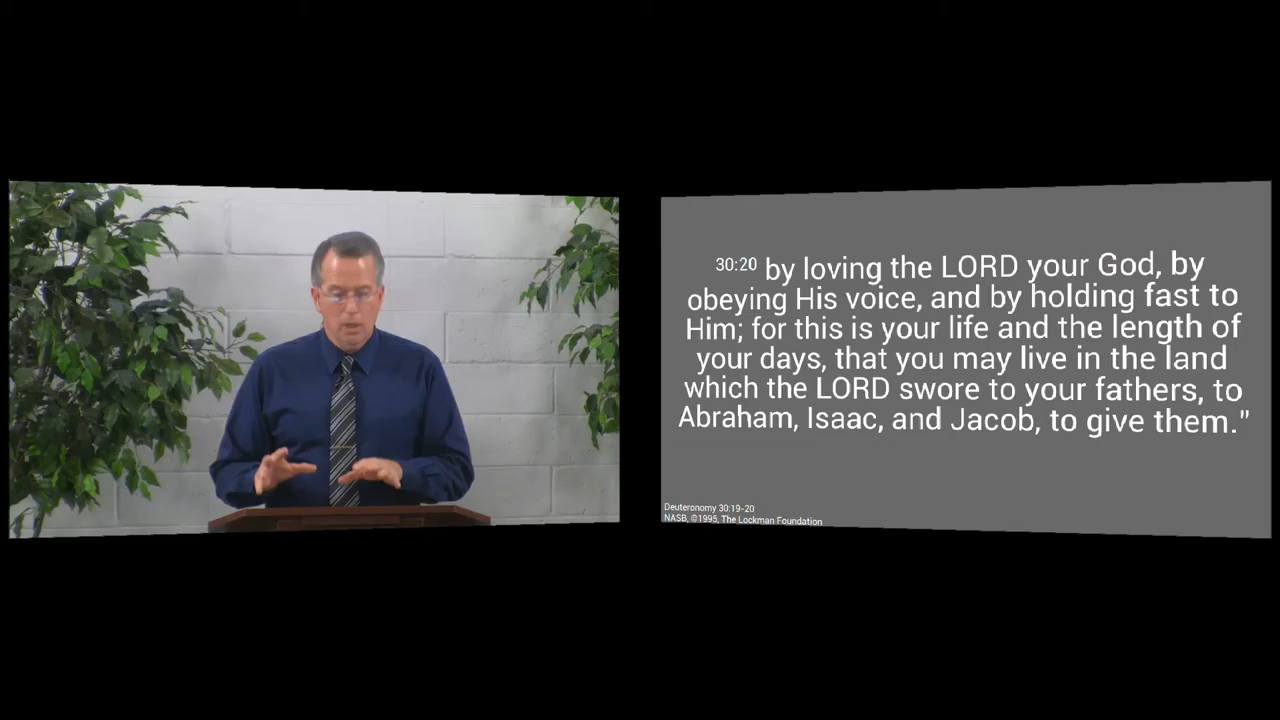 30:20 by loving the LORD your God, by
obeying His voice, and by holding fast to
Him; for this is your life and the length of
your days, that you may live in the land
which the LORD swore to your fathers, to
Abraham, Isaac, and Jacob, to give them."
Deuteronomy 30:19-20
NASB, ©1995, The Lockman Foundation